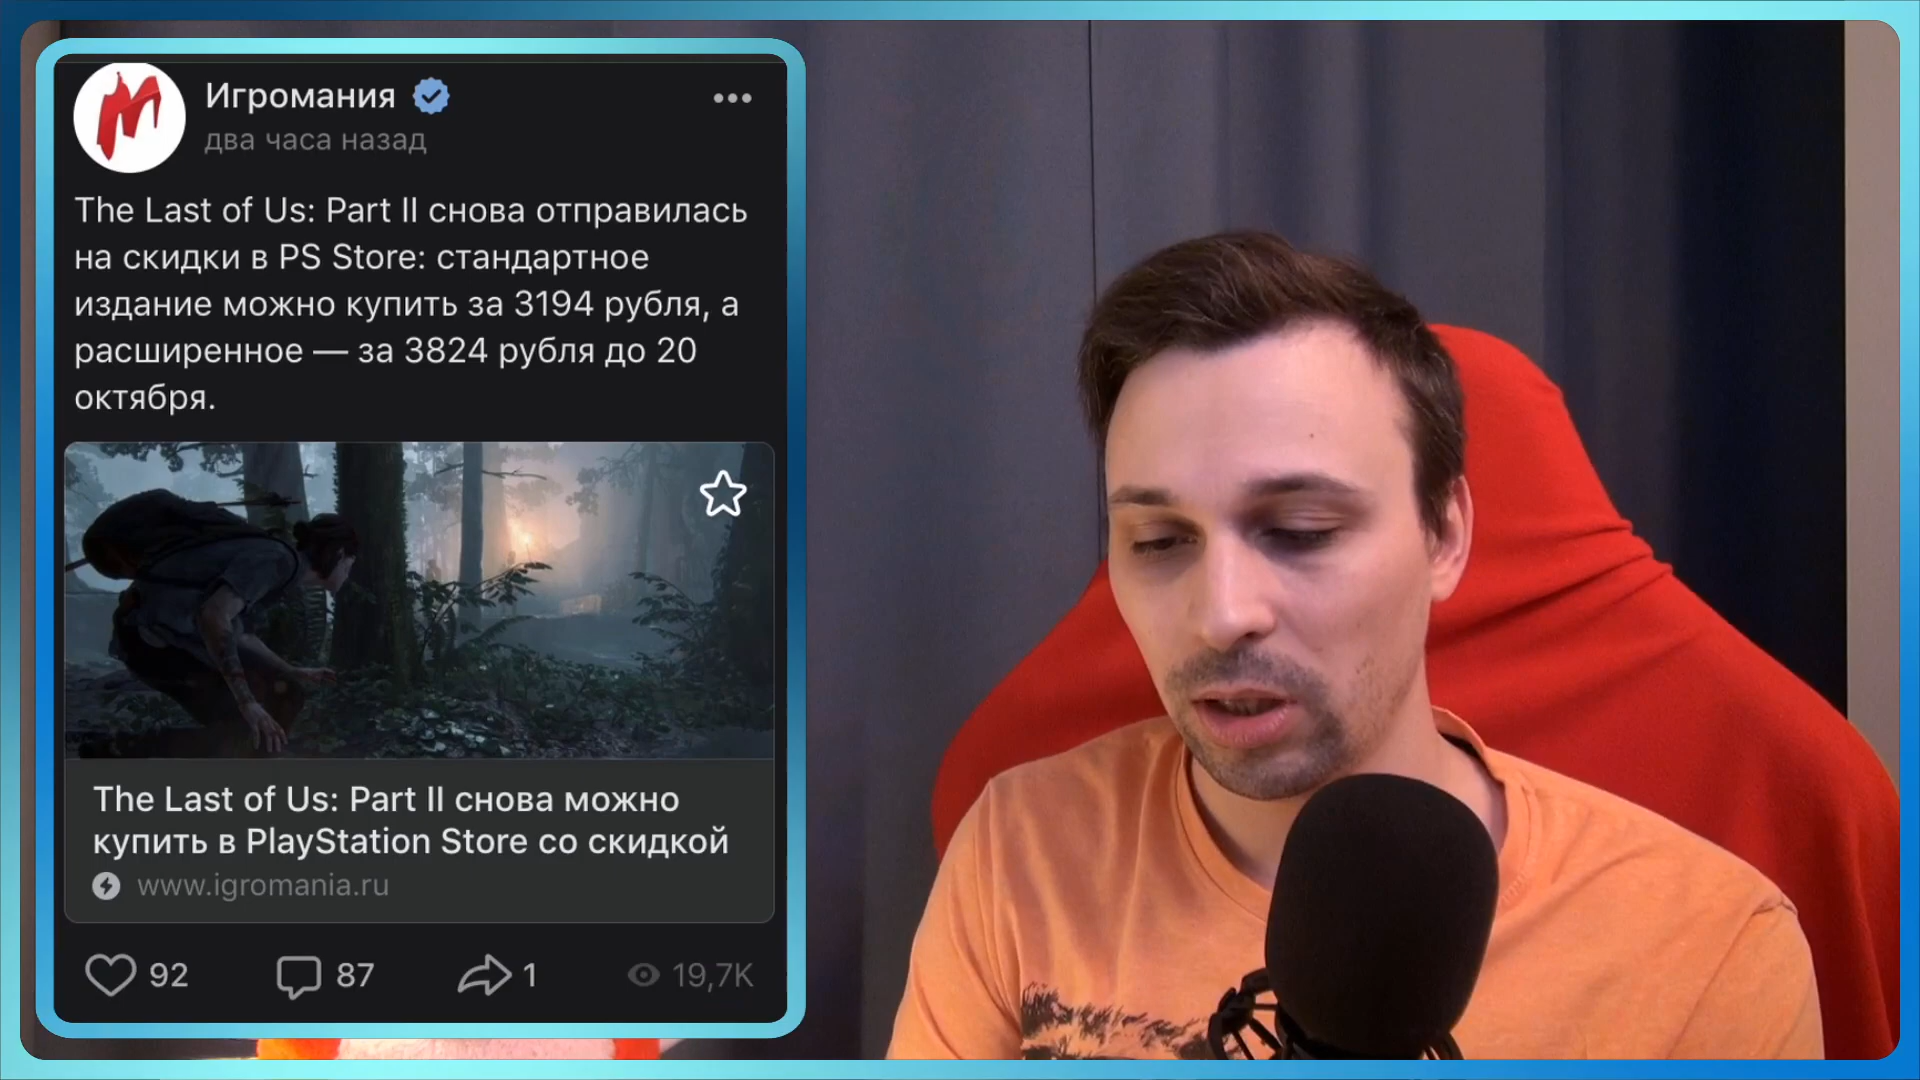 Игромания
два часа назад
The Last of Us: Part II снова отправилась
на скидки в PS Store: стандартное
издание можно купить за 3194 рубля, а
расширенное — за 3824 рубля до 20
октября.
The Last of Us: Part II снова можно
купить в PlayStation Store со скидкой
www.igromania.ru
92
87
1
19,7K